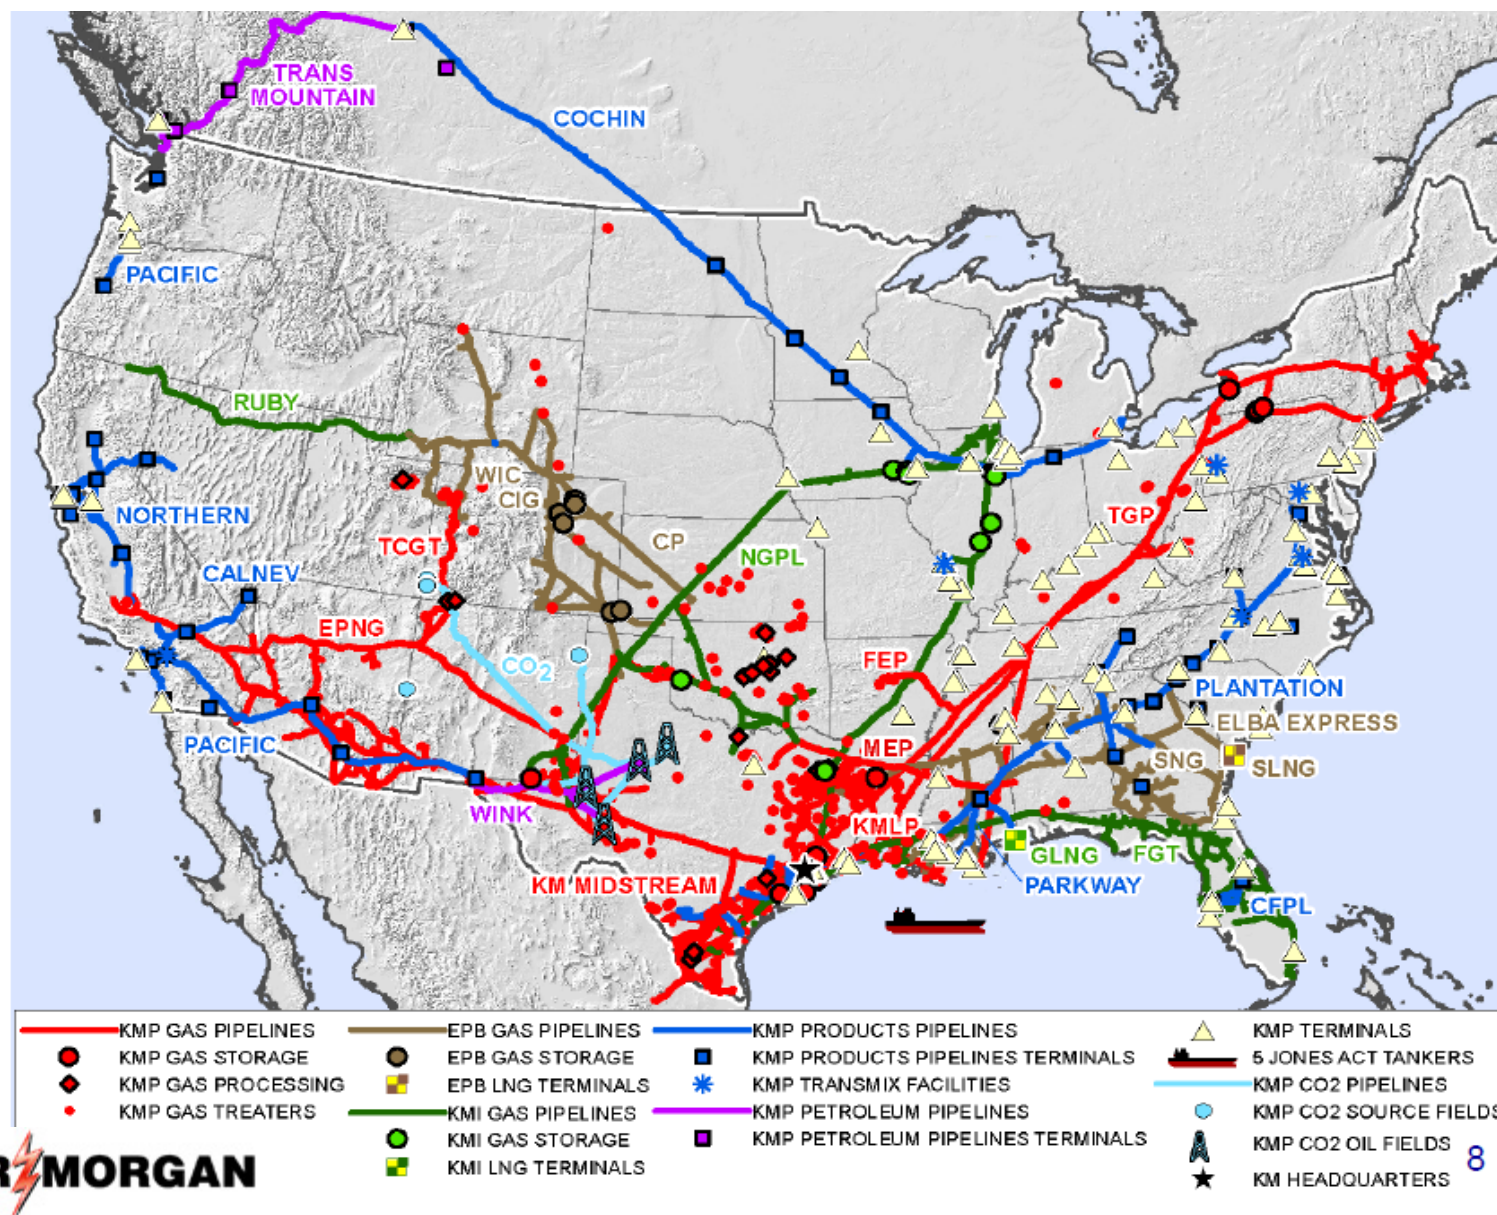 TRANS
MOUNTAIN
COCHIN
PACIFIC
RUBY
WIC
CIG
NORTHERN
TCGT
CP
NGPL
TGP
CALNEV
EPNG
CO2
FEP
PLANTATION
ELBA EXPRESS
PACIFIC
MEP
SNG
SLNG
WINK
KMLP
GLNG
FGT
KM MIDSTREAM
PARKWAY
CFPL
KMP GAS PIPELINES
KMP GAS STORAGE
KMP GAS PROCESSING
KMP GAS TREATERS
EPB GAS PIPELINES
EPB GAS STORAGE
EPB LNG TERMINALS
KMI GAS PIPELINES
KMI GAS STORAGE
KMI LNG TERMINALS
KMP PRODUCTS PIPELINES
KMP PRODUCTS PIPELINES TERMINALS
KMP TRANSMIX FACILITIES
KMP PETROLEUM PIPELINES
KMP PETROLEUM PIPELINES TERMINALS
KMP TERMINALS
5 JONES ACT TANKERS
KMP CO2 PIPELINES
KMP CO2 SOURCE FIELDS
KMP CO2 OIL FIELDS
KM HEADQUARTERS
R MORGAN
8